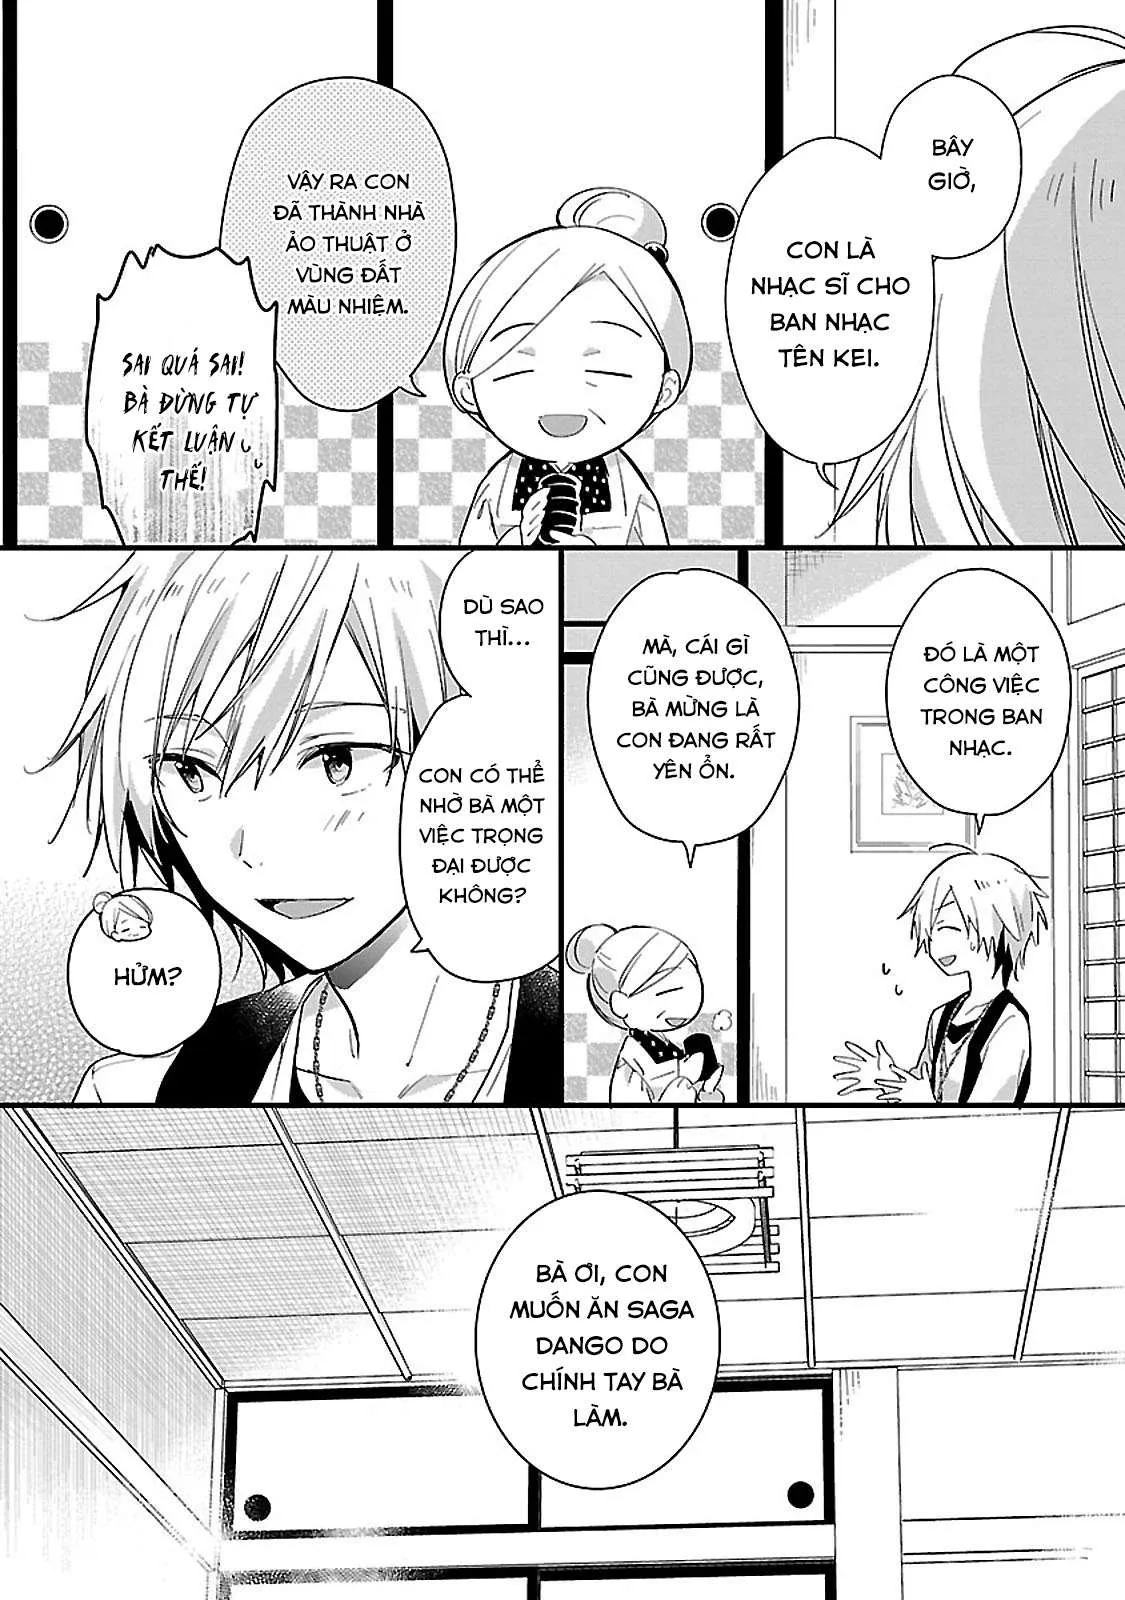 BÂY
GIỜ,
CON LÀ
NHẠC SĨ CHO
BAN NHẠC
TÊN KEI.
VẬY RA CON
ĐÃ THÀNH NHÀ
ẢO THUẬT Ở
VÙNG ĐẤT
MÀU NHIỆM.
SAI QUÁ SAI!
BÀ ĐỪNG TỰ
KẾT LUẬN
THẾ!
ĐÓ LÀ MỘT
CÔNG VIỆC
TRONG BAN
NHẠC.
MÀ, CÁI GÌ
CŨNG ĐƯỢC,
BÀ MỪNG LÀ
CON ĐANG RẤT
YÊN ỔN.
DÙ SAO
THÌ...
CON CÓ THỂ
NHỜ BÀ MỘT
VIỆC TRỌNG
ĐẠI ĐƯỢC
KHÔNG?
HỬM?
BÀ ƠI, CON
MUỐN ĂN SAGA
DANGO DO
CHÍNH TAY BÀ
LÀM.